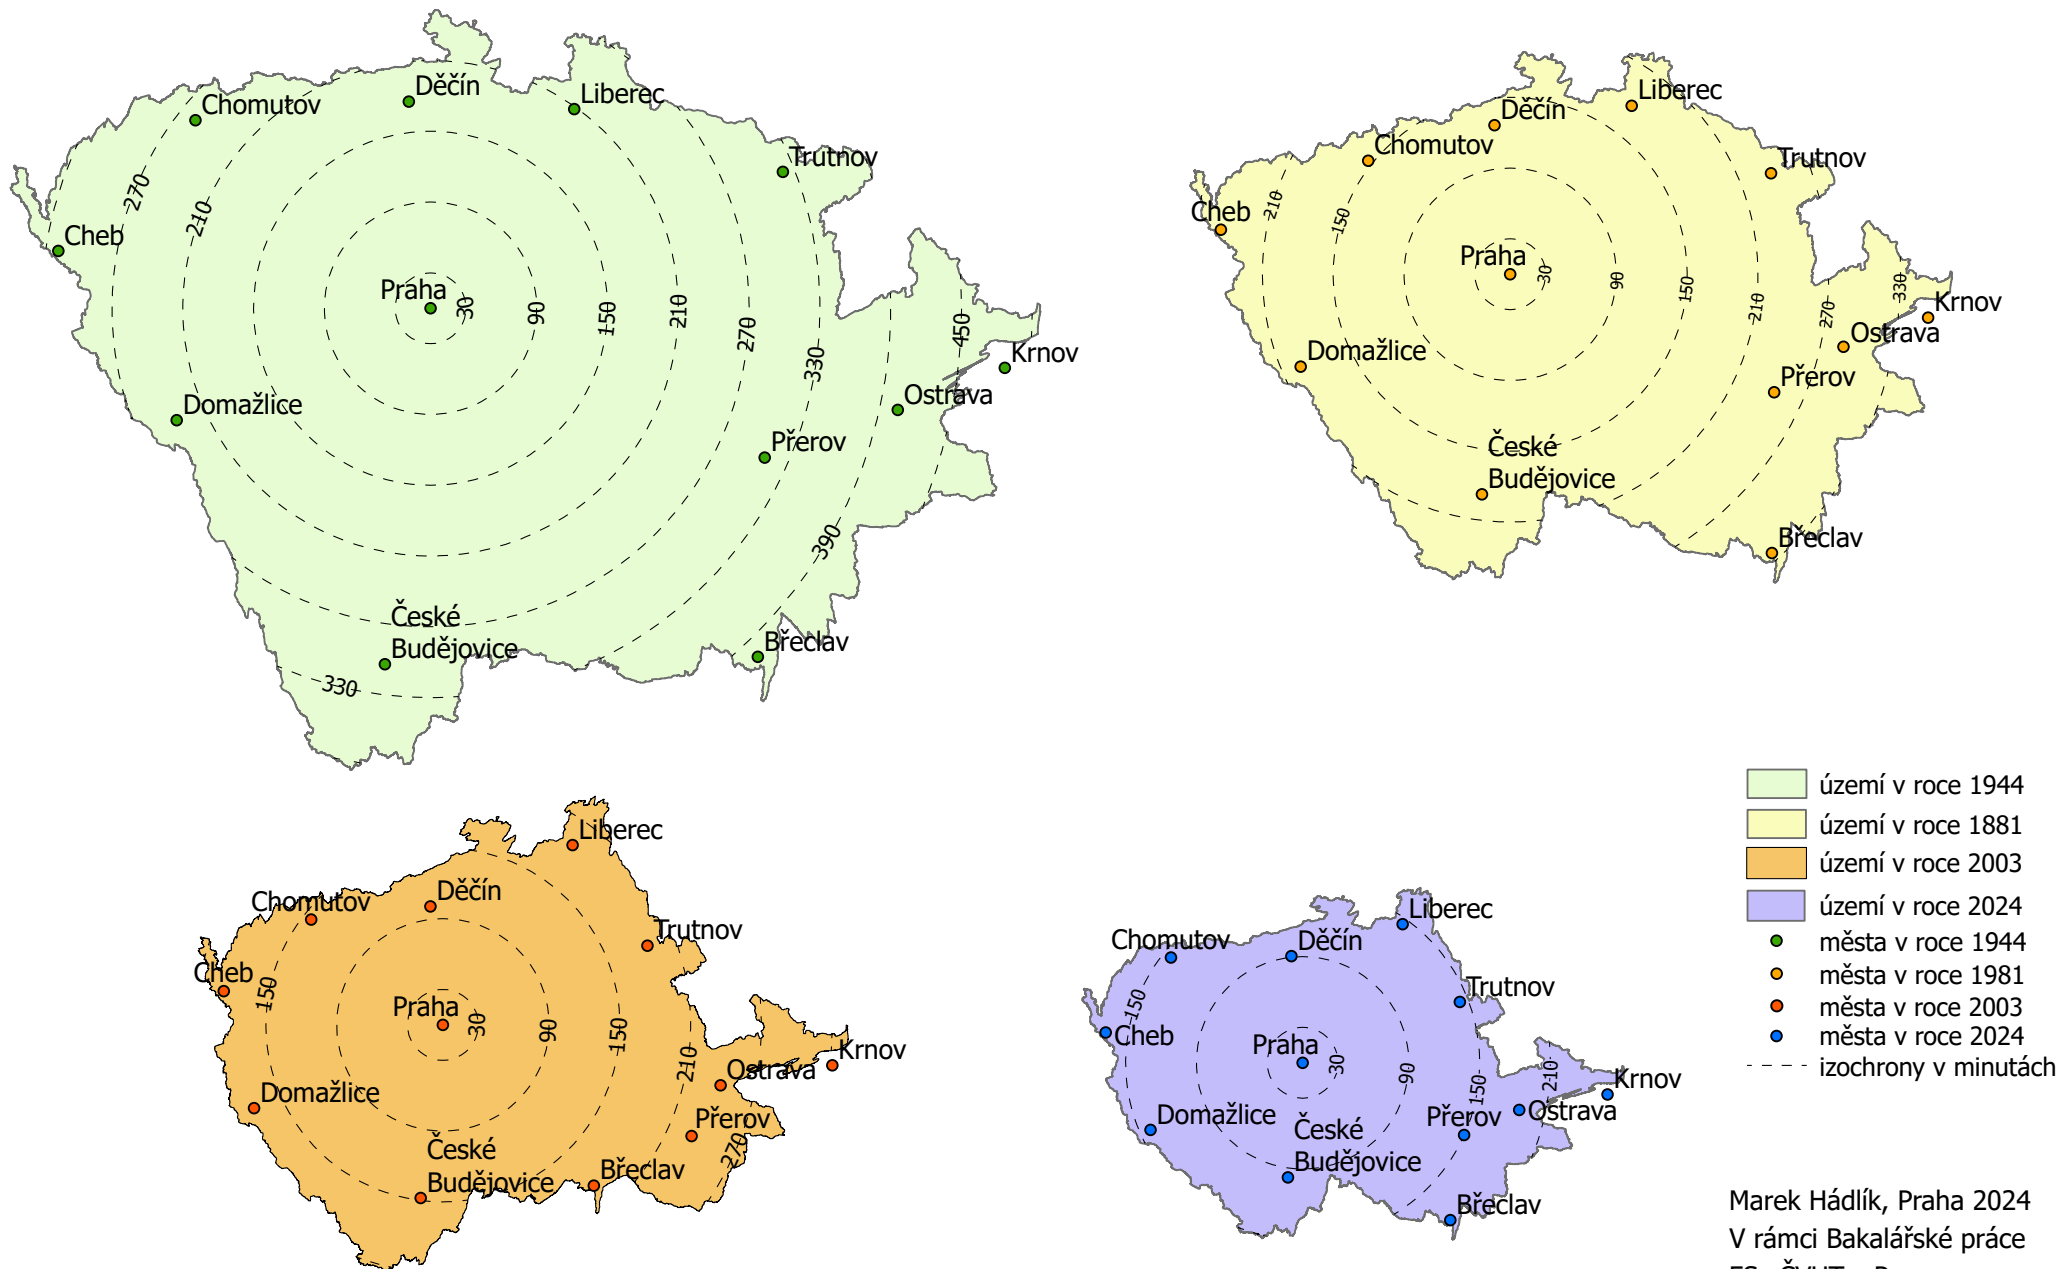 Děčín
Chomutov
Liberec
Trutnov
270
210
Cheb
Praha
30
90
150
210
270
330
450
Krnov
Domažlice
Ostrava
Přerov
390
České
Budějovice
Břeclav
330
Liberec
Děčín
Chomutov
Trutnov
210
150
Cheb
Praha
30
90
150
210
270
330
Krnov
Ostrava
Domažlice
Přerov
České
Budějovice
Břeclav
Liberec
Děčín
Chomutov
Trutnov
Cheb
150
Praha
30
90
150
210
Krnov
Ostrava
Domažlice
Přerov
270
České
Budějovice
Břeclav
Liberec
Chomutov
Děčín
Trutnov
150
Cheb
Praha
30
90
150
210
Krnov
Ostrava
Domažlice
Přerov
České
Budějovice
Břeclav
území v roce 1944
území v roce 1881
území v roce 2003
území v roce 2024
města v roce 1944
města v roce 1981
města v roce 2003
města v roce 2024
izochrony v minutách
Marek Hádlík, Praha 2024
V rámci Bakalářské práce